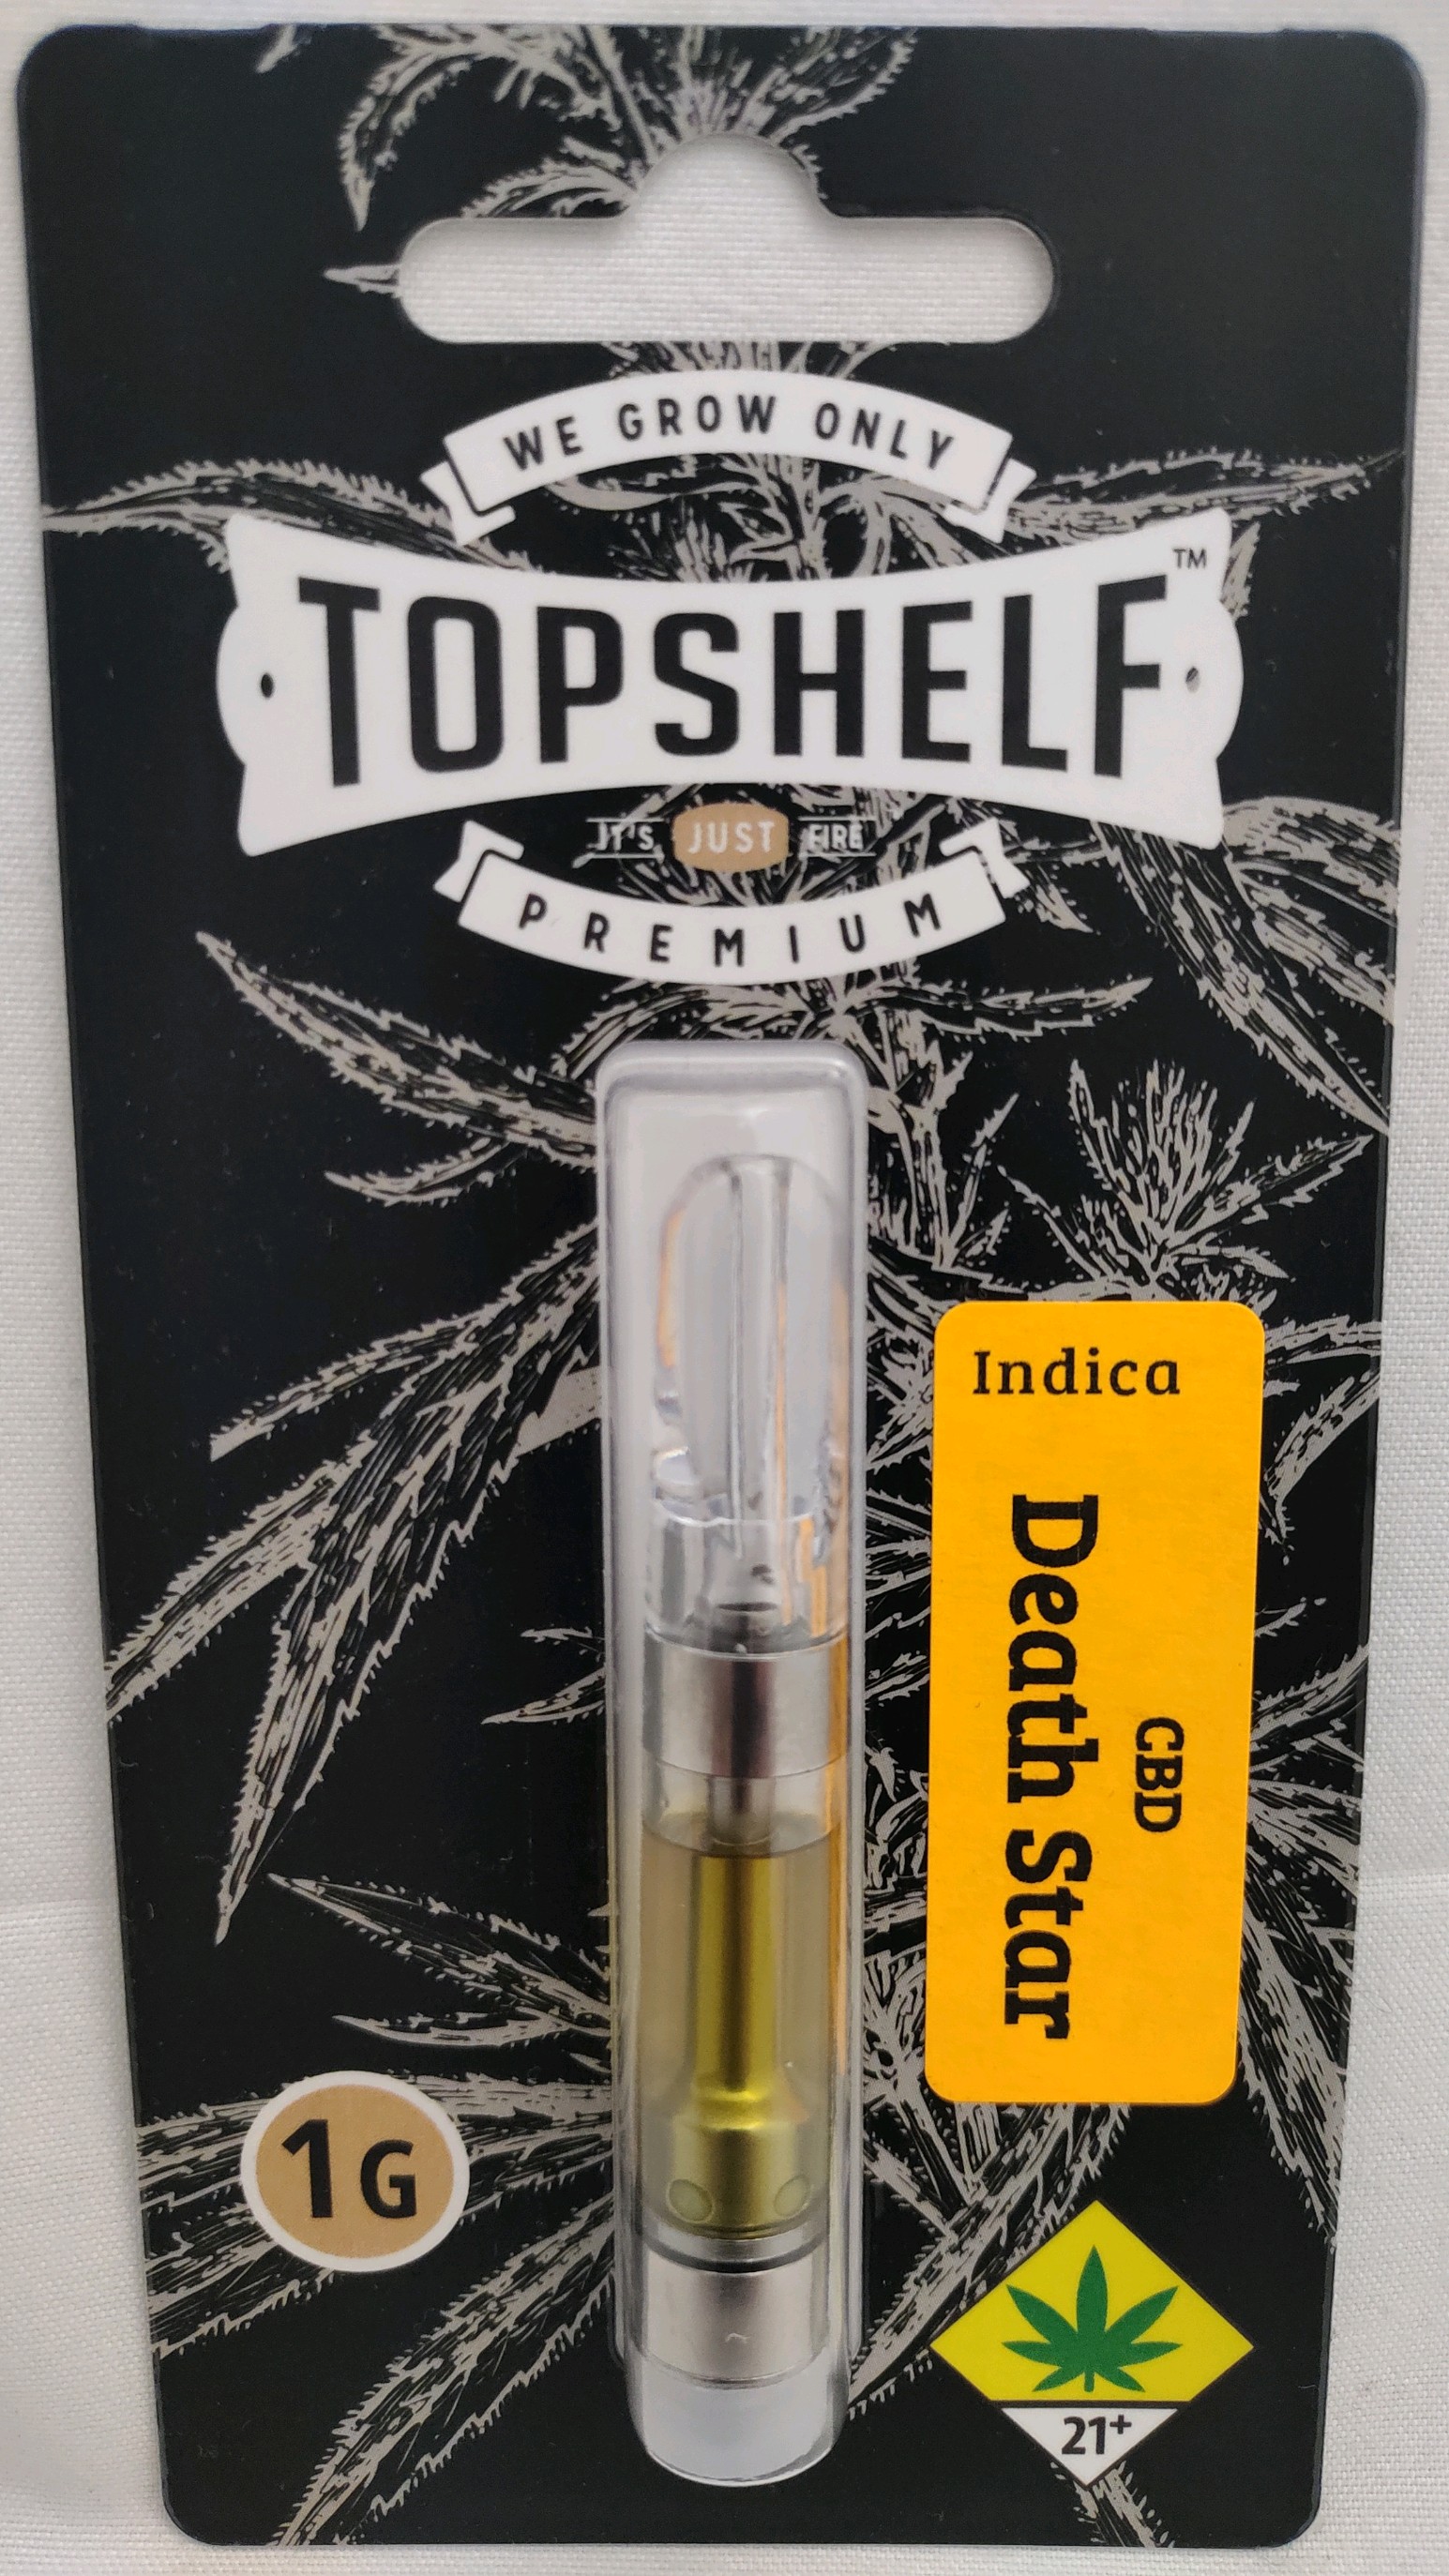 WE GROW ONLY
TOPSHELF™
IT'S JUST FIRE
PREMIUM
Indica
CBD
Death Star
1G
21+